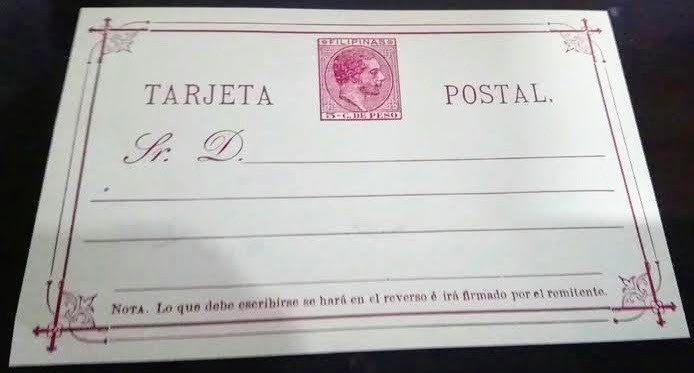 FILIPINAS
5 - C. DE PESO
TARJETA POSTAL.
Sr. D.
NOTA. Lo que debe escribirse se hará en el reverso é irá firmado por el remitente.